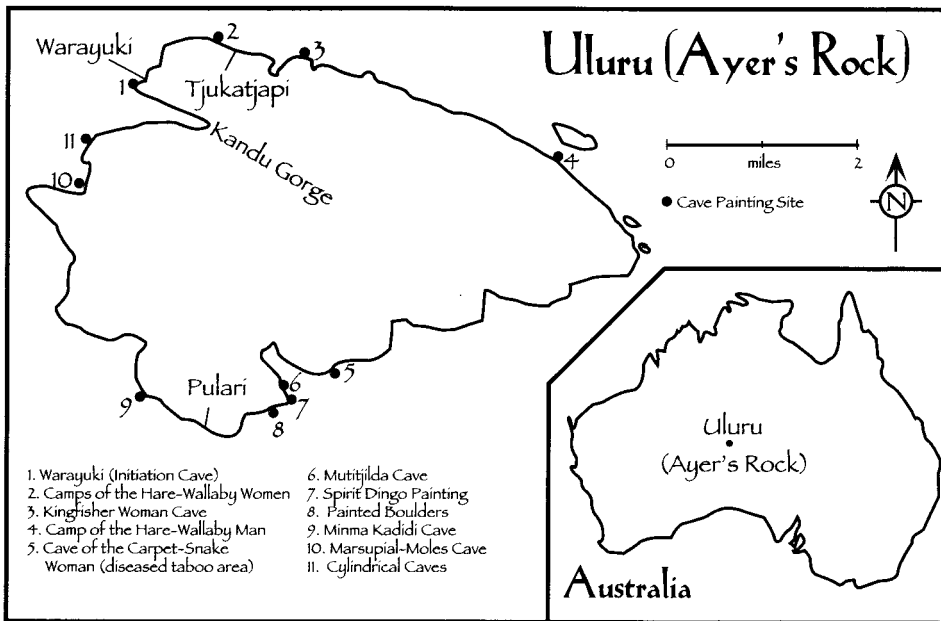 Uluru (Ayer's Rock)
Warayuki
2
3
1
Tjukatjapi
11
Kandu Gorge
10
4
0 miles 2
Cave Painting Site
N
5
6
7
Pulari
9
8
1. Warayuki (Initiation Cave)
2. Camps of the Hare-Wallaby Women
3. Kingfisher Woman Cave
4. Camp of the Hare-Wallaby Man
5. Cave of the Carpet-Snake
Woman (diseased taboo area)
6. Mutitjilda Cave
7. Spirit Dingo Painting
8. Painted Boulders
9. Minma Kadidi Cave
10. Marsupial-Moles Cave
11. Cylindrical Caves
Uluru
(Ayer's Rock)
Australia